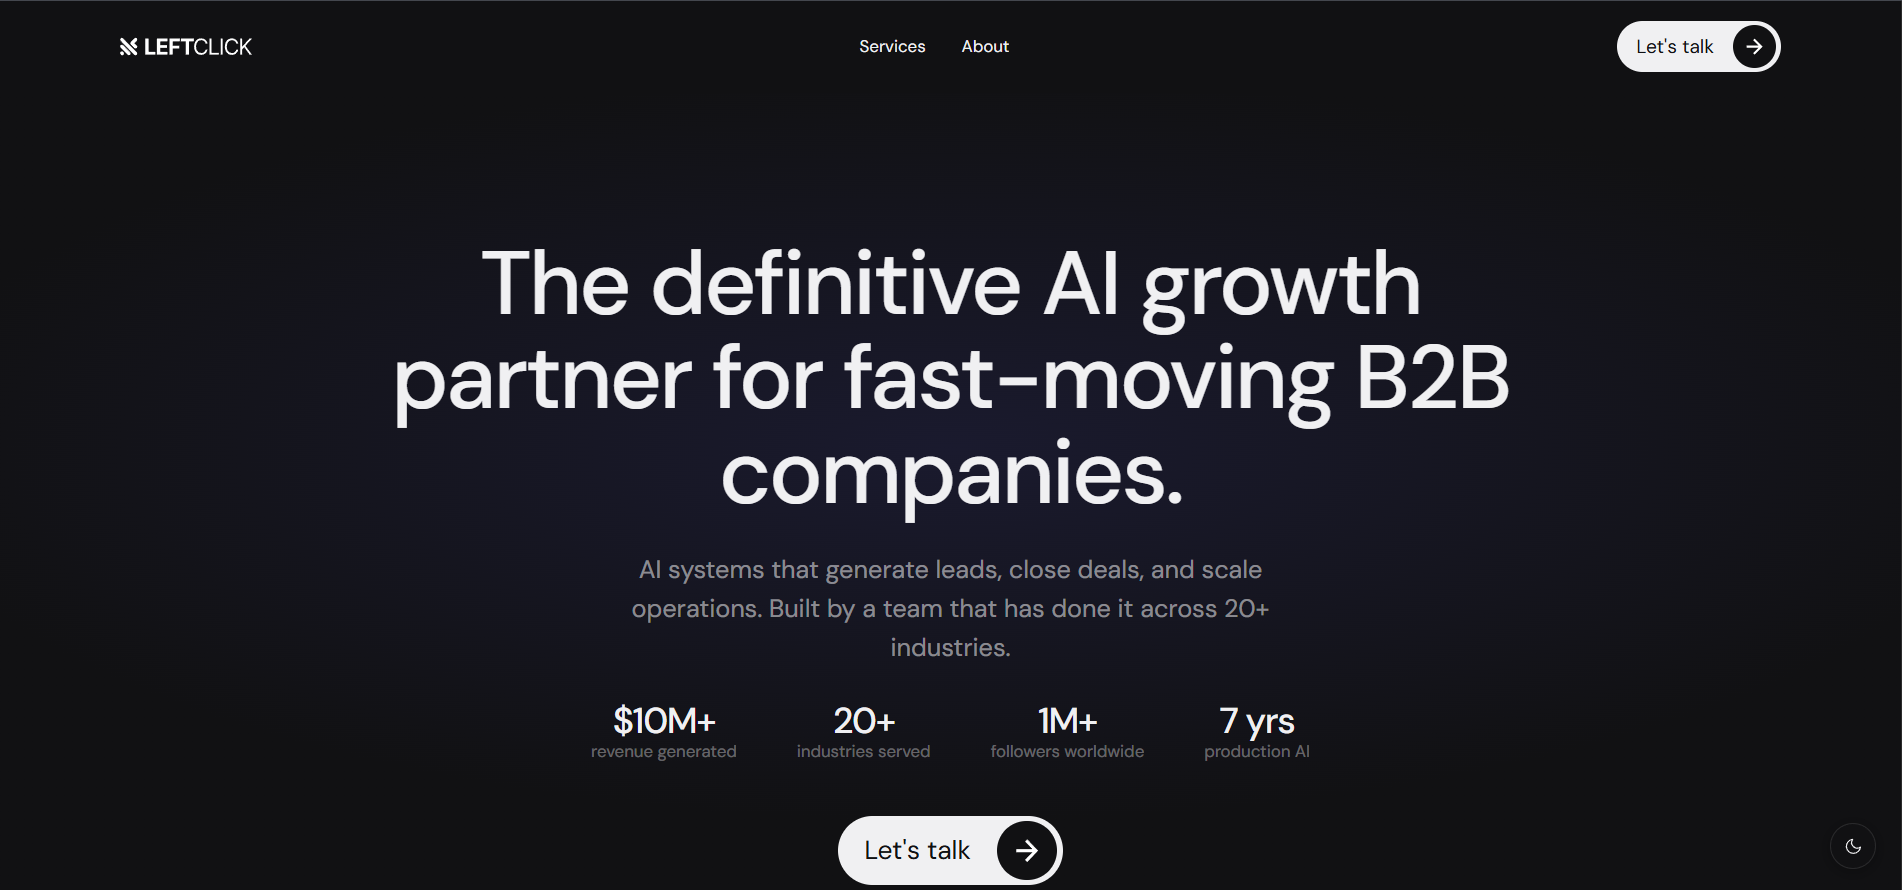 LEFTCLICK
Services
About
Let's talk
The definitive AI growth
partner for fast-moving B2B
companies.
AI systems that generate leads, close deals, and scale
operations. Built by a team that has done it across 20+
industries.
$10M+
revenue generated
20+
industries served
1M+
followers worldwide
7 yrs
production AI
Let's talk